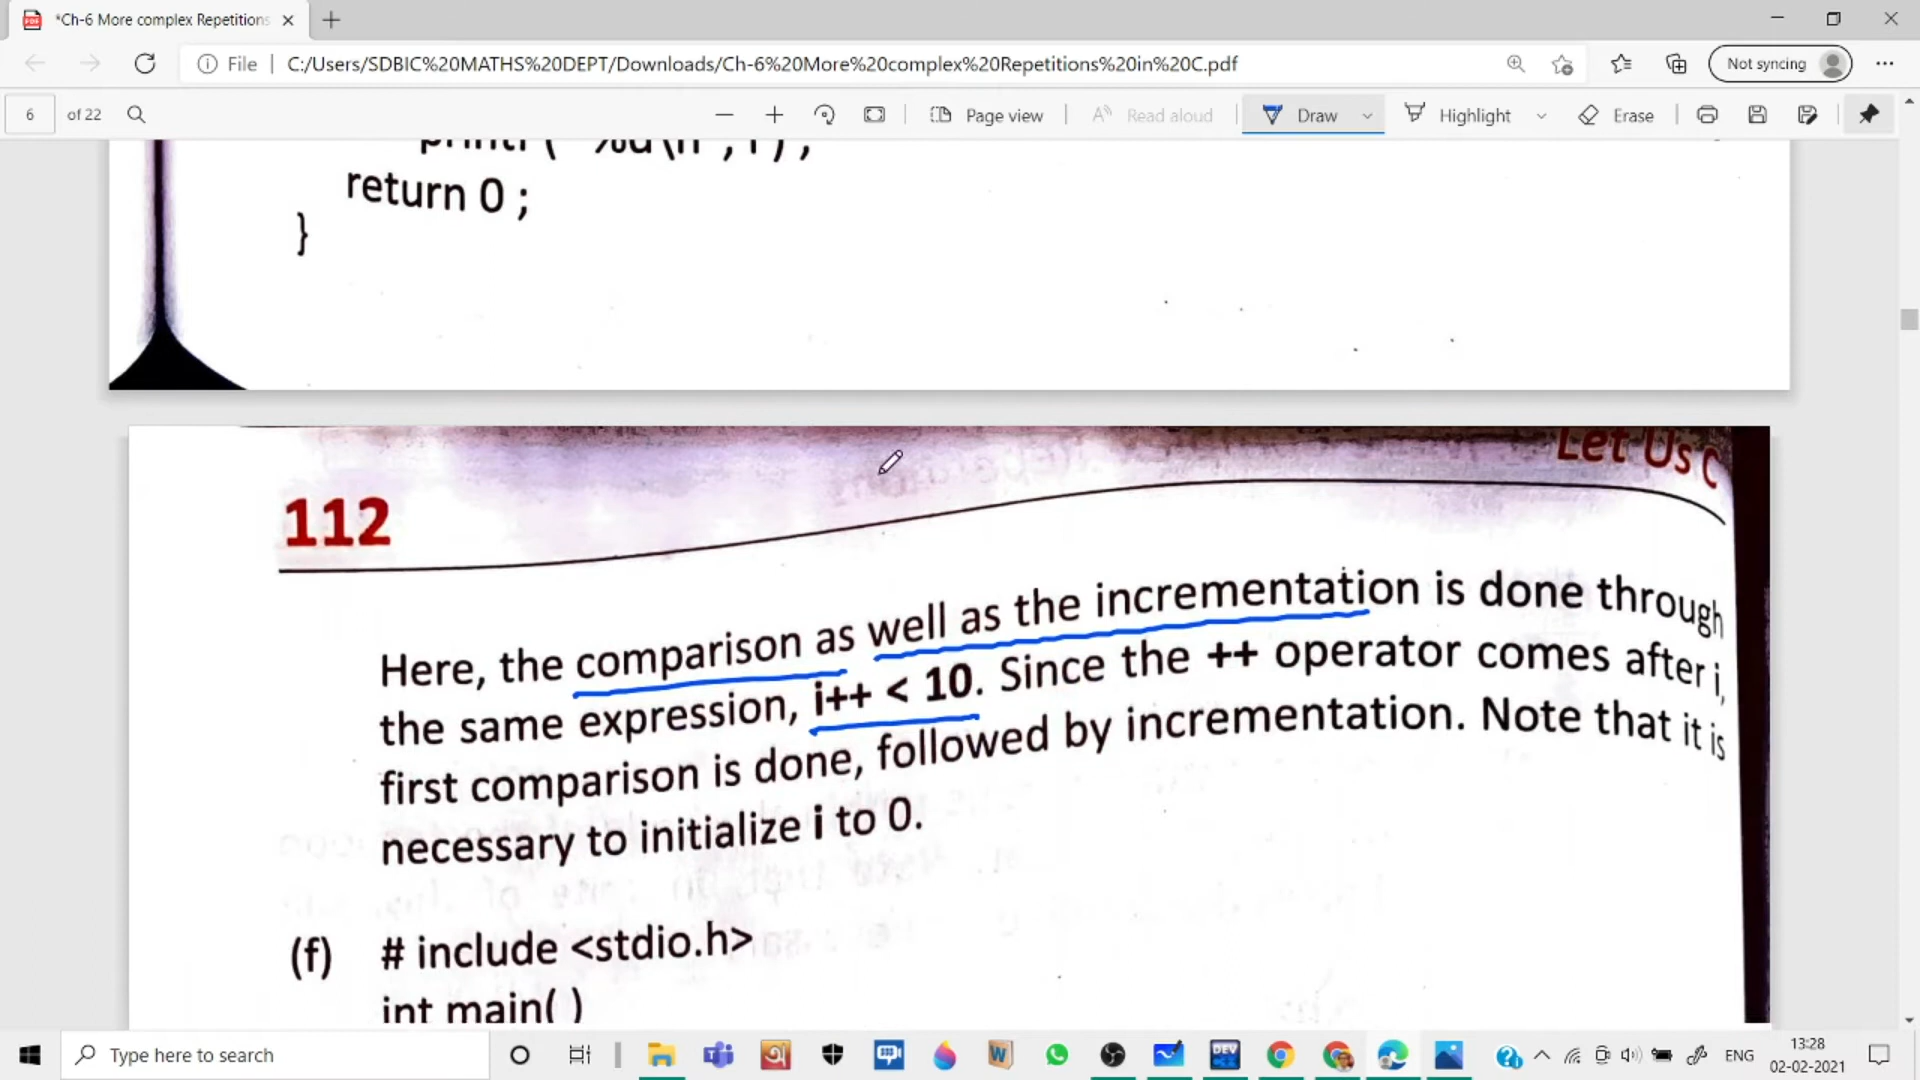 *Ch-6 More complex Repetitions
File
C:/Users/SDBIC%20MATHS%20DEPT/Downloads/Ch-6%20More%20complex%20Repetitions%20in%20C.pdf
Not syncing
6 of 22
Page view
Read aloud
Draw
Highlight
Erase
printf ( "%d\n", i ) ;
return 0 ;
}
Let Us C
112
Here, the comparison as well as the incrementation is done through
the same expression, i++ < 10. Since the ++ operator comes after i,
first comparison is done, followed by incrementation. Note that it is
necessary to initialize i to 0.
(f) # include <stdio.h>
int main( )
Type here to search
DEV
ENG
13:28
02-02-2021